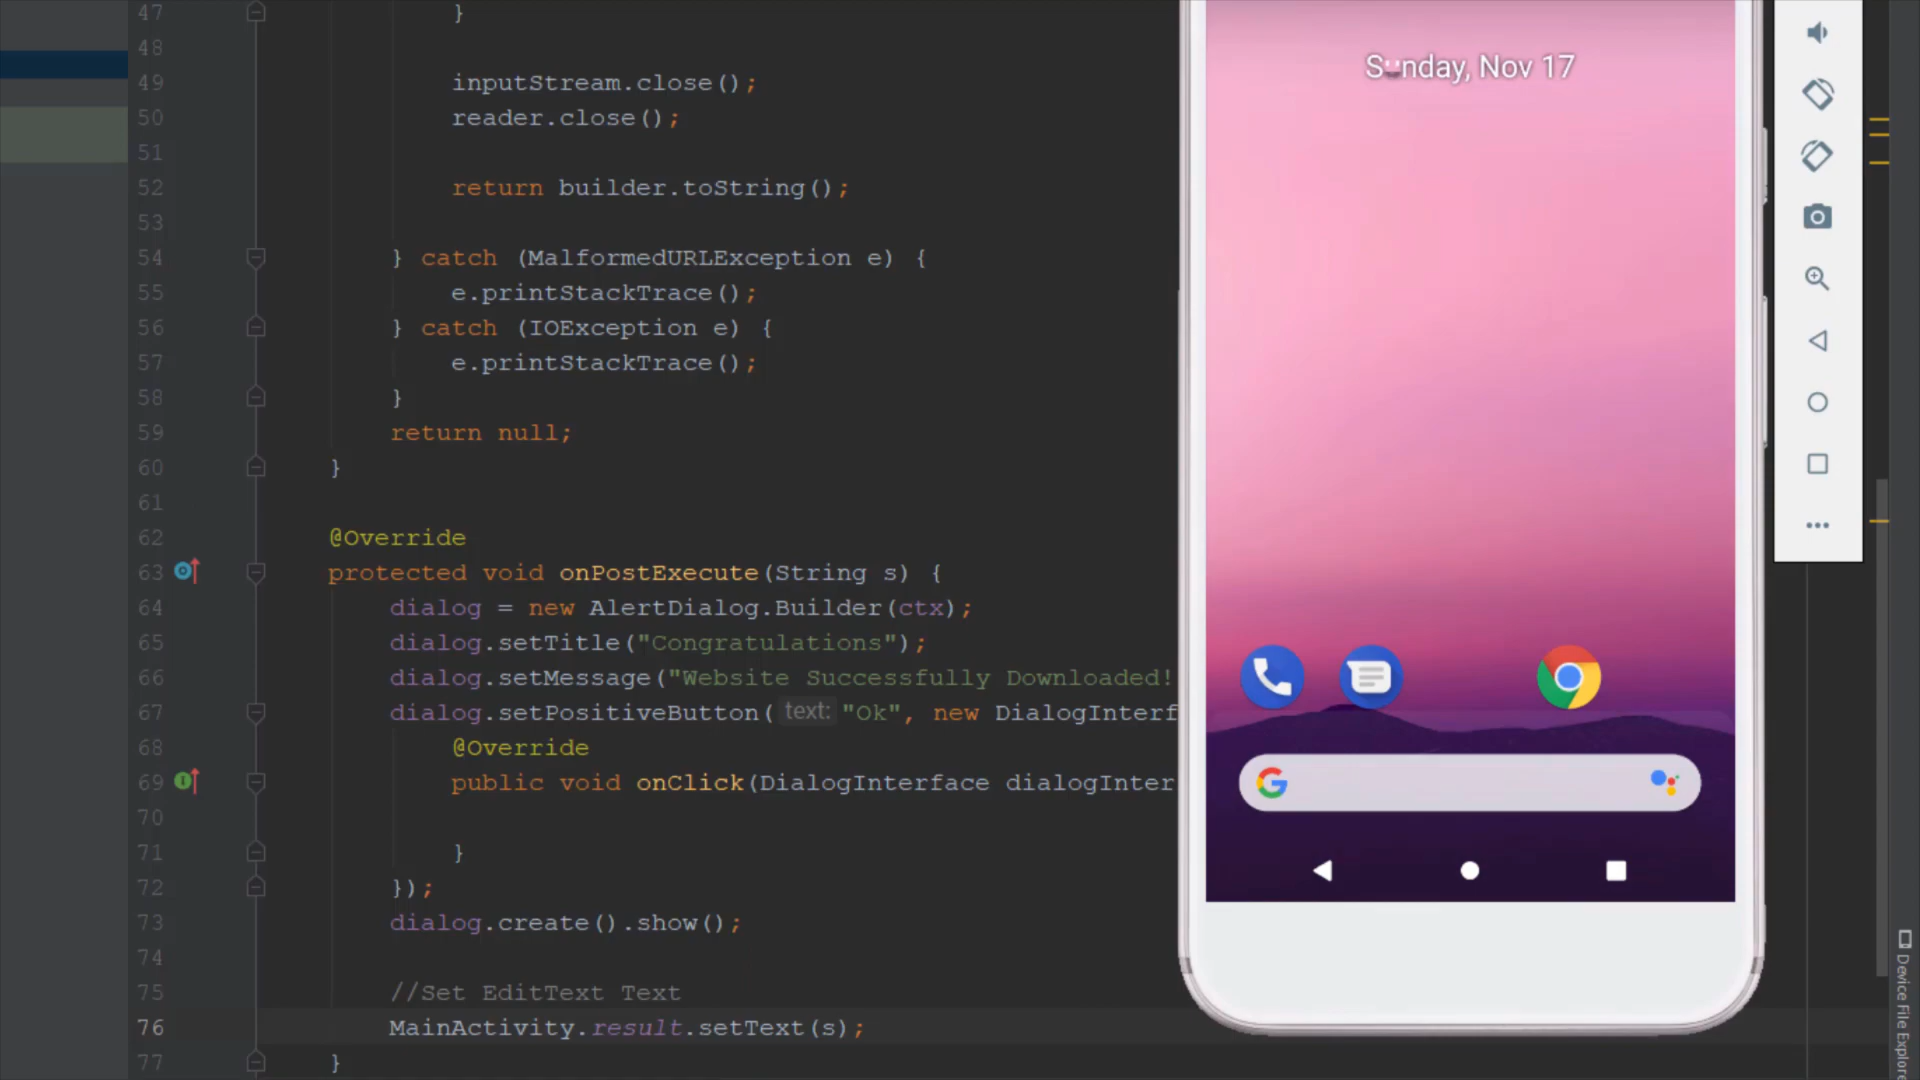 47 }
48
49 inputStream.close();
50 reader.close();
51
52 return builder.toString();
53
54 } catch (MalformedURLException e) {
55 e.printStackTrace();
56 } catch (IOException e) {
57 e.printStackTrace();
58 }
59 return null;
60 }
61
62 @Override
63 protected void onPostExecute(String s) {
64 dialog = new AlertDialog.Builder(ctx);
65 dialog.setTitle("Congratulations");
66 dialog.setMessage("Website Successfully Downloaded!
67 dialog.setPositiveButton( text: "Ok", new DialogInterf
68 @Override
69 public void onClick(DialogInterface dialogInter
70
71 }
72 });
73 dialog.create().show();
74
75 //Set EditText Text
76 MainActivity.result.setText(s);
77 }
Sunday, Nov 17
Device File Explore